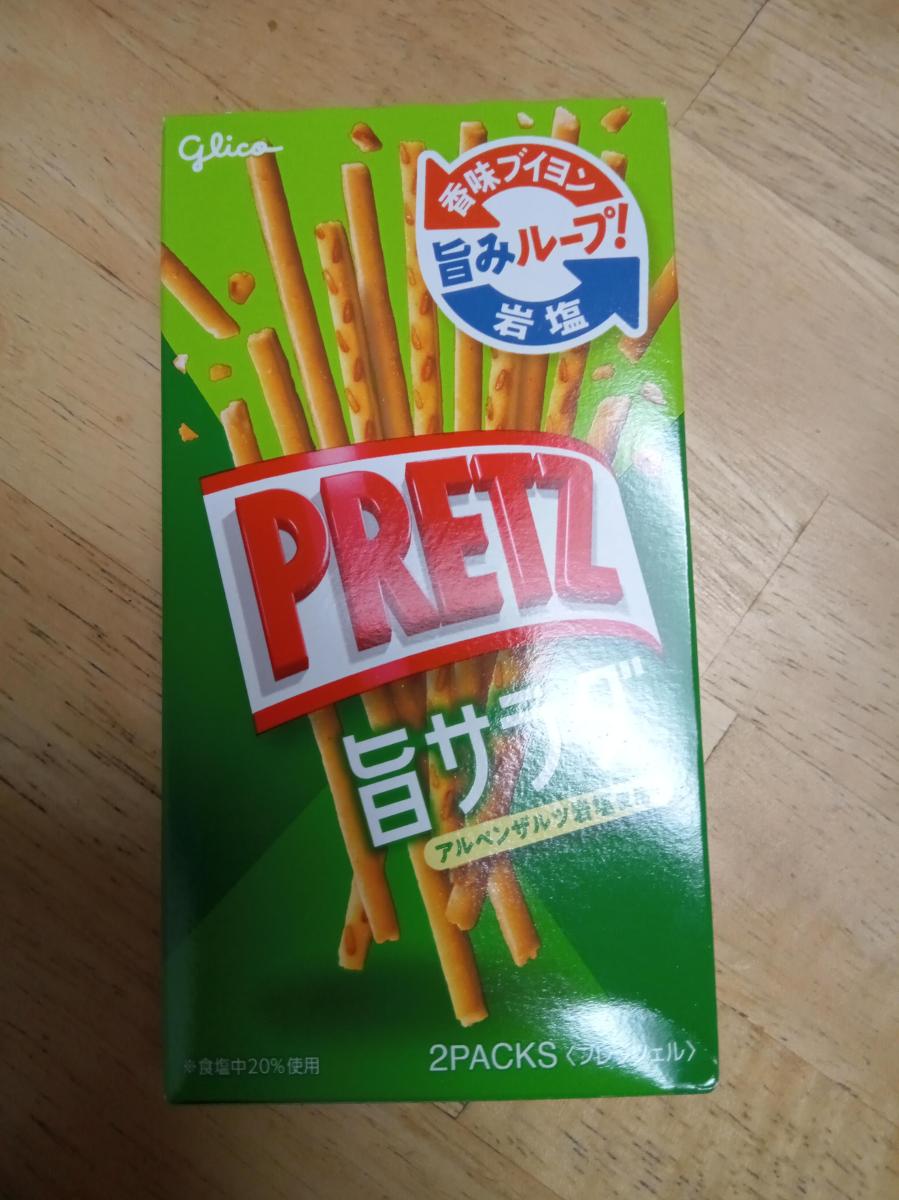 Glico
香味ブイヨン
旨みループ!
岩塩
PRETZ
旨サラダ
アルペンザルツ岩塩使用
※食塩中20%使用
2PACKS〈プレッツェル〉